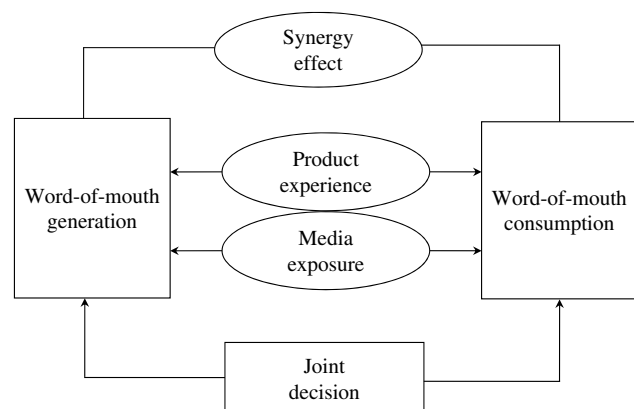 Synergy
effect
Word-of-mouth
generation
Product
experience
Media
exposure
Word-of-mouth
consumption
Joint
decision